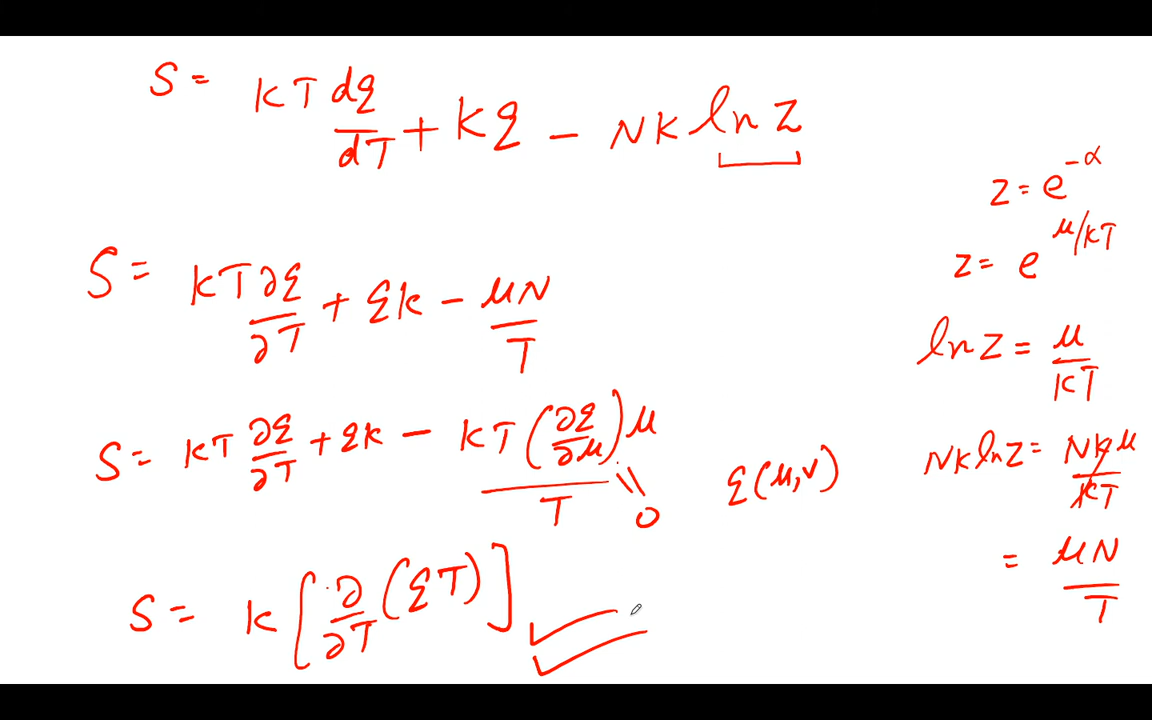 S = KT dq/dT + Kq − NK ln Z
S = KT ∂q/∂T + qk − μN/T
S = KT ∂q/∂T + qk − KT (∂q/∂μ) μ / T = 0 q(μ,v)
S = K [∂/∂T (qT)]
z = e^{-α}
z = e^{μ/KT}
ln z = μ/KT
NK ln z = NKμ/KT
= μN/T